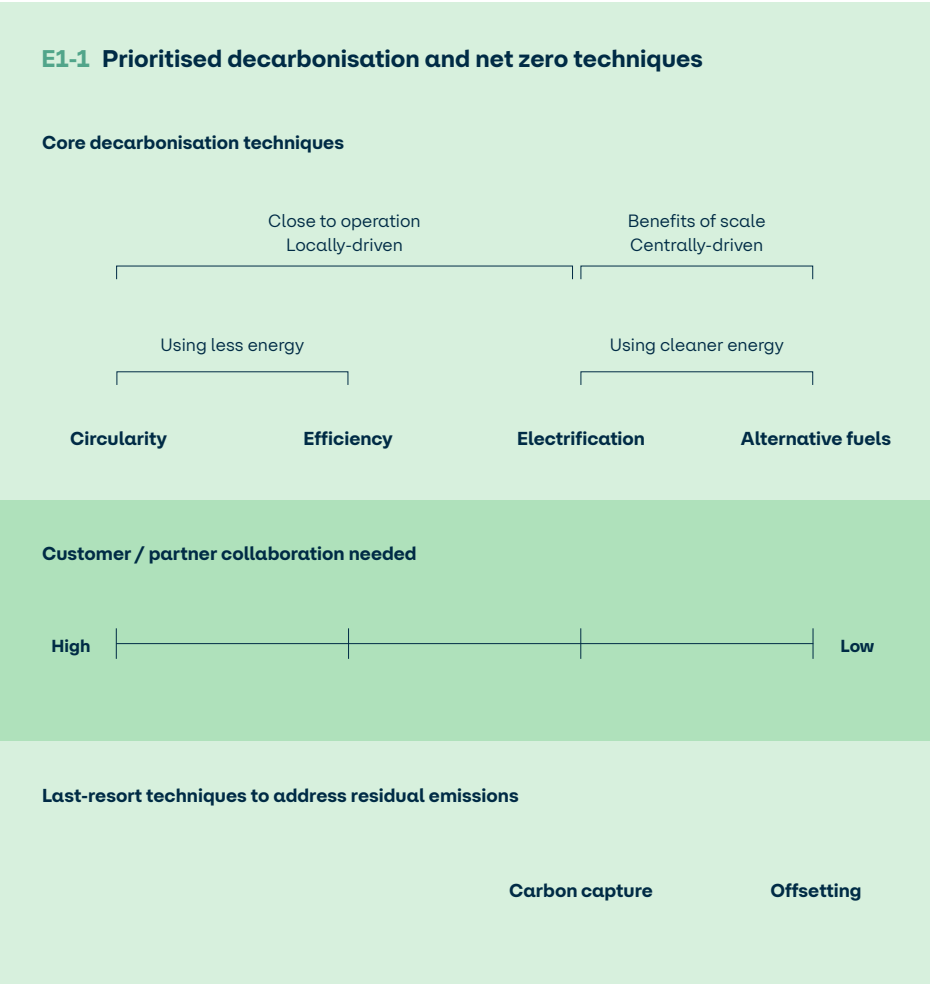 E1-1 Prioritised decarbonisation and net zero techniques
Core decarbonisation techniques
Close to operation
Locally-driven
Benefits of scale
Centrally-driven
Using less energy
Using cleaner energy
Circularity
Efficiency
Electrification
Alternative fuels
Customer / partner collaboration needed
High
Low
Last-resort techniques to address residual emissions
Carbon capture
Offsetting